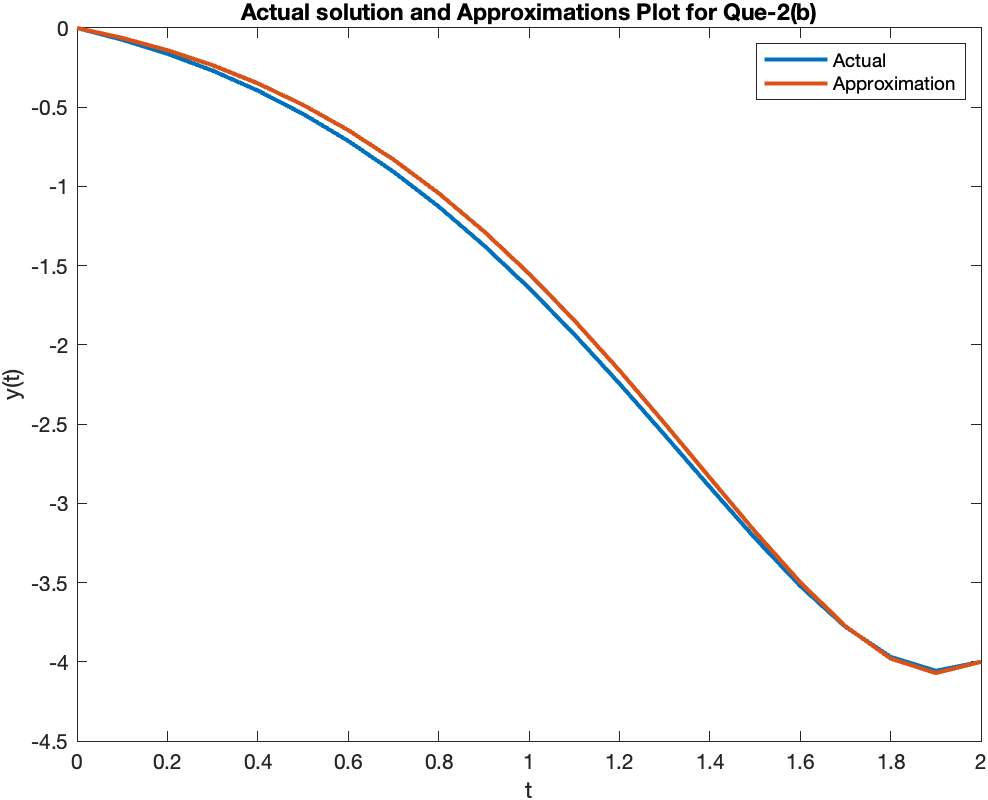 Actual solution and Approximations Plot for Que-2(b)
Actual
Approximation
0
-0.5
-1
-1.5
-2
-2.5
-3
-3.5
-4
-4.5
y(t)
0 0.2 0.4 0.6 0.8 1 1.2 1.4 1.6 1.8 2
t